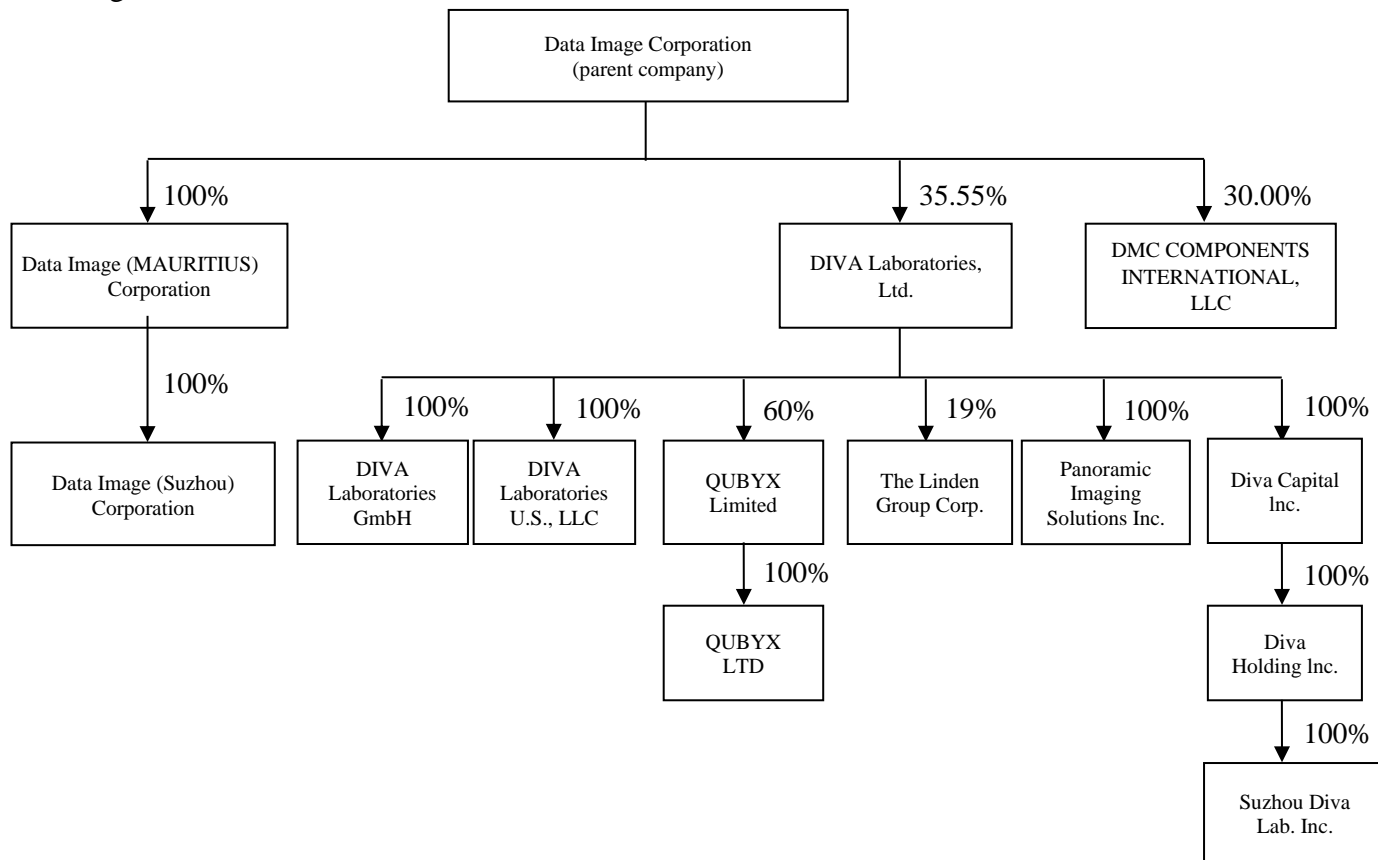 Data Image Corporation
(parent company)
100%
35.55%
30.00%
Data Image (MAURITIUS)
Corporation
DIVA Laboratories,
Ltd.
DMC COMPONENTS
INTERNATIONAL,
LLC
100%
100%
100%
60%
19%
100%
100%
Data Image (Suzhou)
Corporation
DIVA
Laboratories
GmbH
DIVA
Laboratories
U.S., LLC
QUBYX
Limited
The Linden
Group Corp.
Panoramic
Imaging
Solutions Inc.
Diva Capital
lnc.
100%
100%
QUBYX
LTD
Diva
Holding lnc.
100%
Suzhou Diva
Lab. Inc.